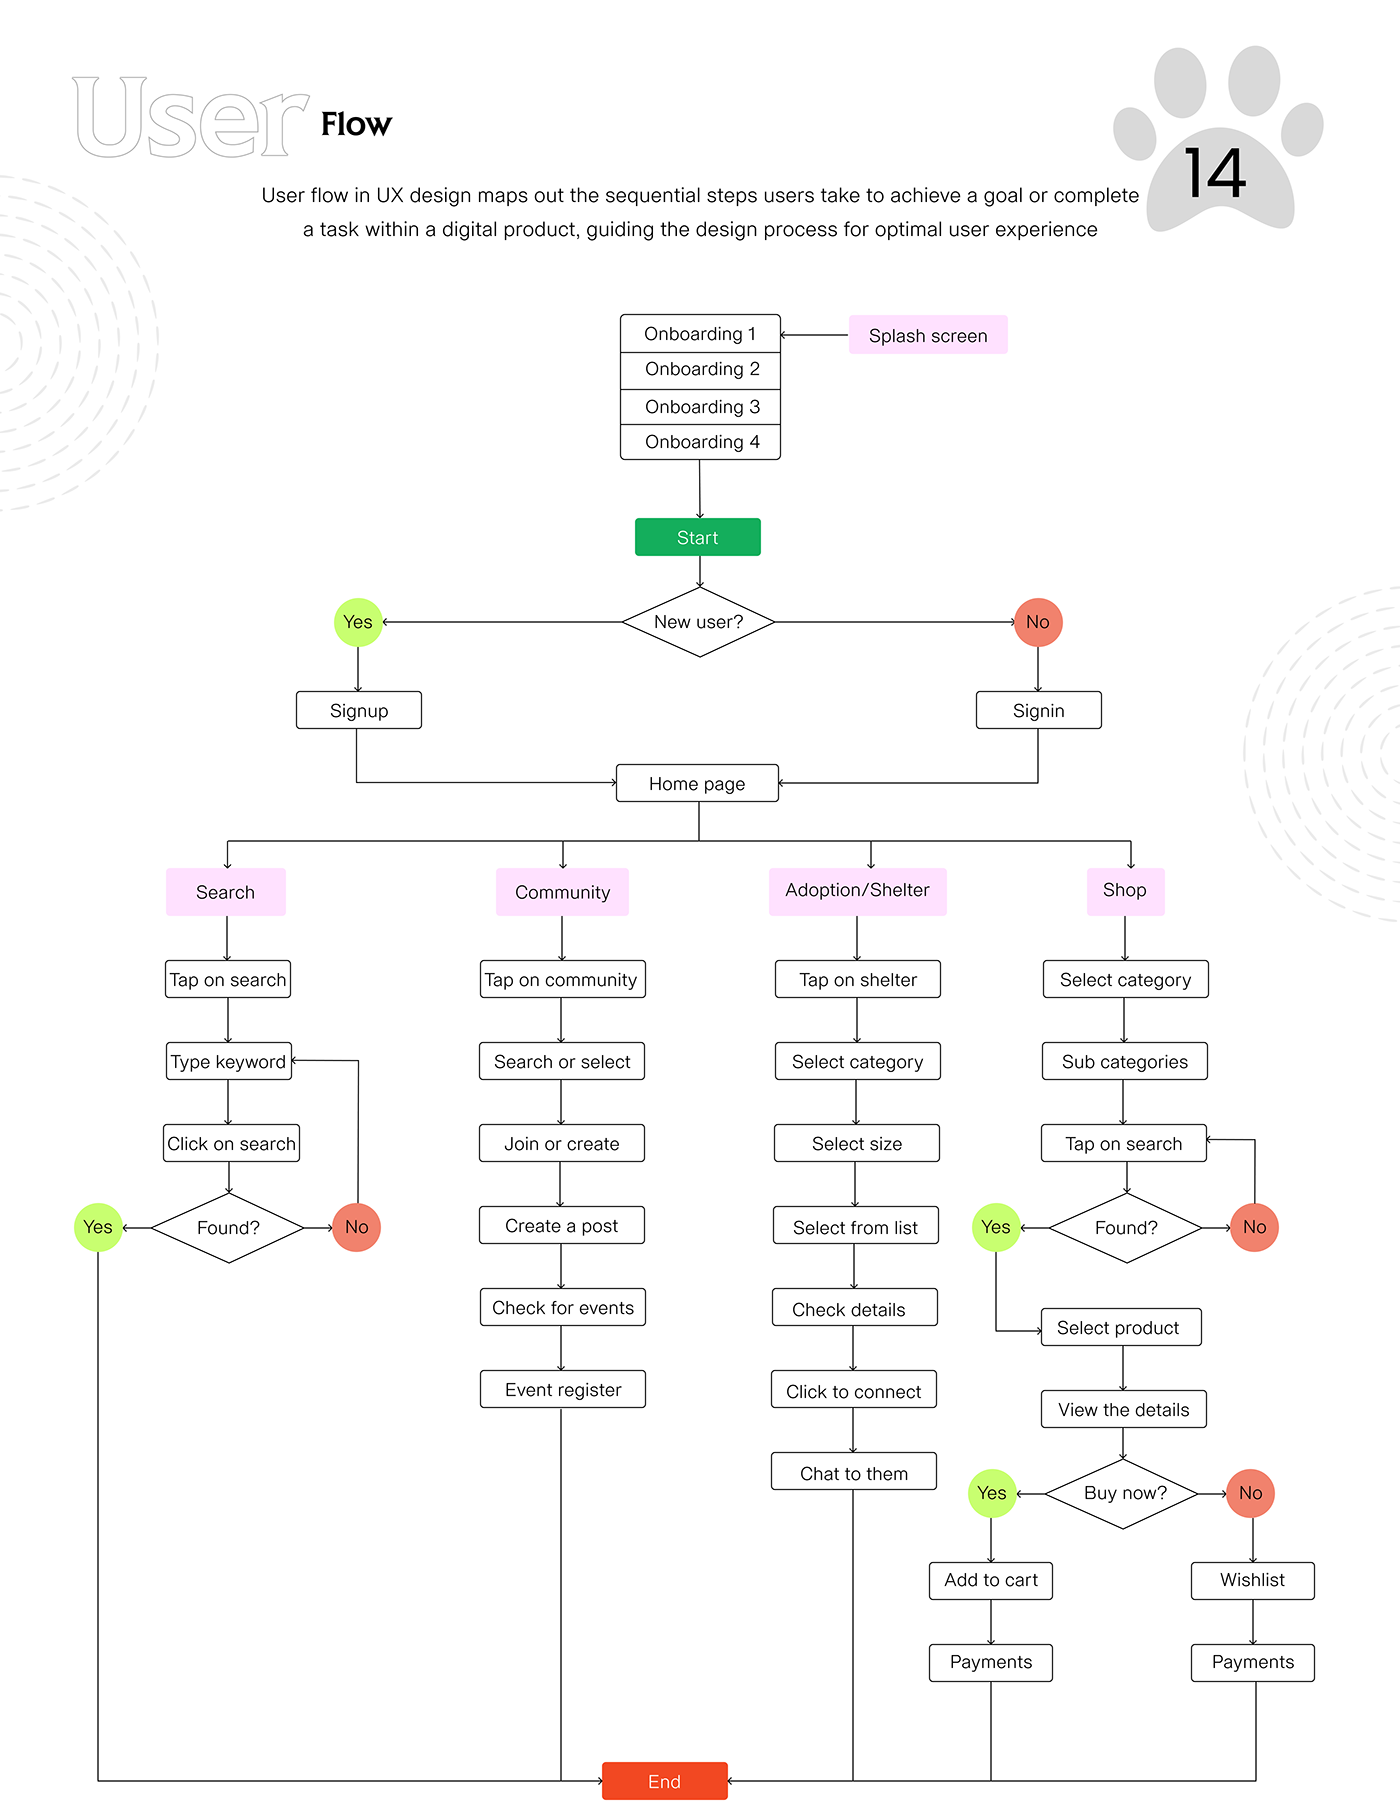 User Flow
14
User flow in UX design maps out the sequential steps users take to achieve a goal or complete
a task within a digital product, guiding the design process for optimal user experience
Onboarding 1
Splash screen
Onboarding 2
Onboarding 3
Onboarding 4
Start
Yes
New user?
No
Signup
Signin
Home page
Search
Community
Adoption/Shelter
Shop
Tap on search
Tap on community
Tap on shelter
Select category
Type keyword
Search or select
Select category
Sub categories
Click on search
Join or create
Select size
Tap on search
Yes
Found?
No
Create a post
Select from list
Yes
Found?
No
Check for events
Check details
Select product
Event register
Click to connect
View the details
Chat to them
Yes
Buy now?
No
Add to cart
Wishlist
Payments
Payments
End